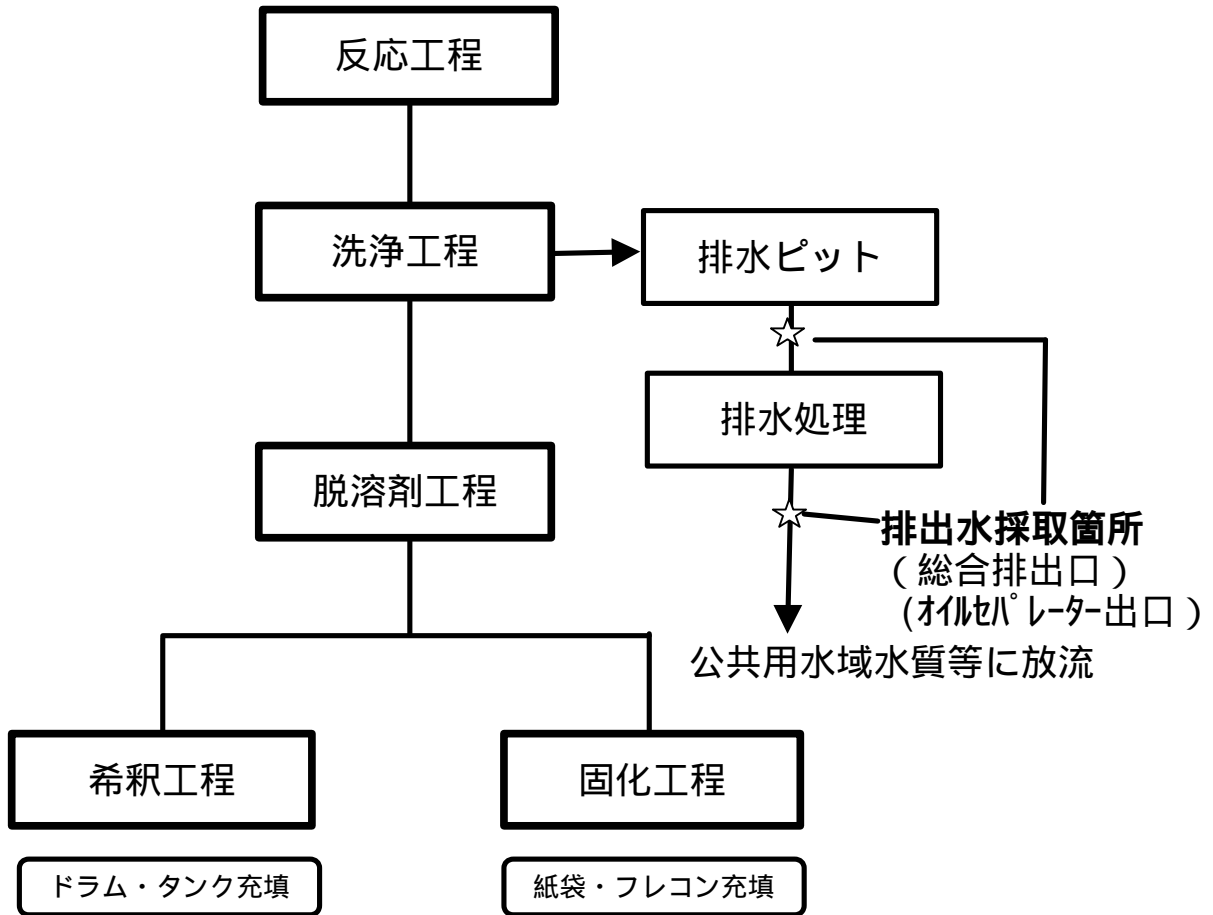 反応工程
洗浄工程
排水ピット
排水処理
脱溶剤工程
排出水採取箇所
（総合排出口）
(ｵｲﾙｾﾊﾟﾚｰﾀｰ出口）
公共用水域水質等に放流
希釈工程
固化工程
ドラム・タンク充填
紙袋・フレコン充填